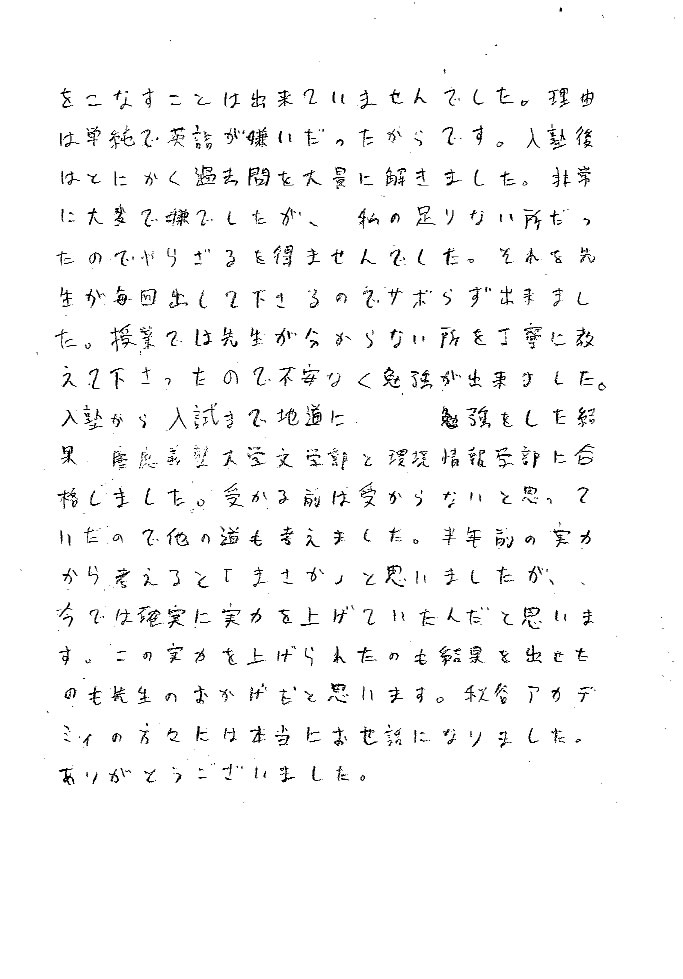 をこなすことは出来ていませんでした。理由
は単純で英語が嫌いだったからです。入塾後
はとにかく過去問を大量に解きました。非常
に大変で嫌でしたが、私の足りない所だっ
たのでやらざるを得ませんでした。それを先
生が毎回出して下さるのでサボらず出来まし
た。授業では先生が分からない所を丁寧に教
えて下さったので不安なく勉強が出来ました。
入塾から入試まで地道に 勉強をした結
果 慶應義塾大学文学部と環境情報学部に合
格しました。受かる前は受からないと思って
いたので他の道も考えました。半年前の実力
から考えると「まさか」と思いましたが、
今では確実に実力を上げていたんだと思いま
す。この実力を上げられたのも結果を出せた
のも先生のおかげだと思います。秋谷アカデ
ミィの方々には本当にお世話になりました。
ありがとうございました。